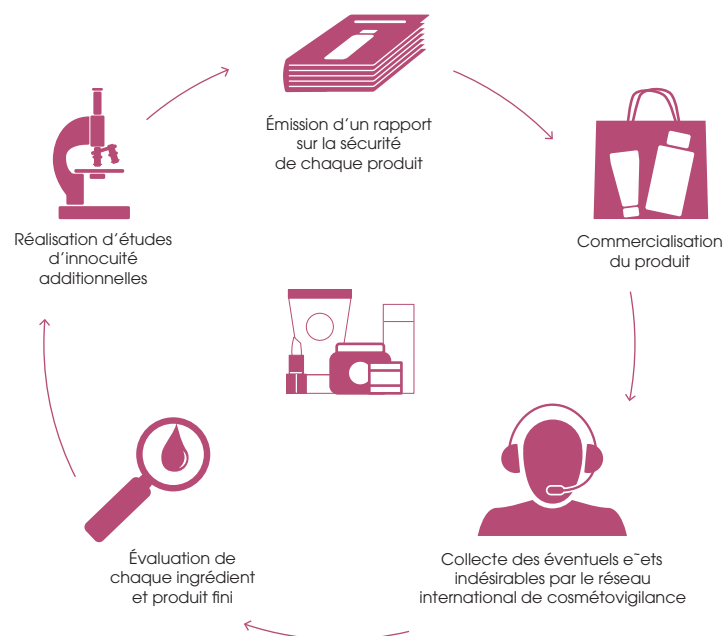 Émission d'un rapport
sur la sécurité
de chaque produit
Réalisation d'études
d'innocuité
additionnelles
Commercialisation
du produit
Évaluation de
chaque ingrédient
et produit fini
Collecte des éventuels e˜ets
indésirables par le réseau
international de cosmétovigilance